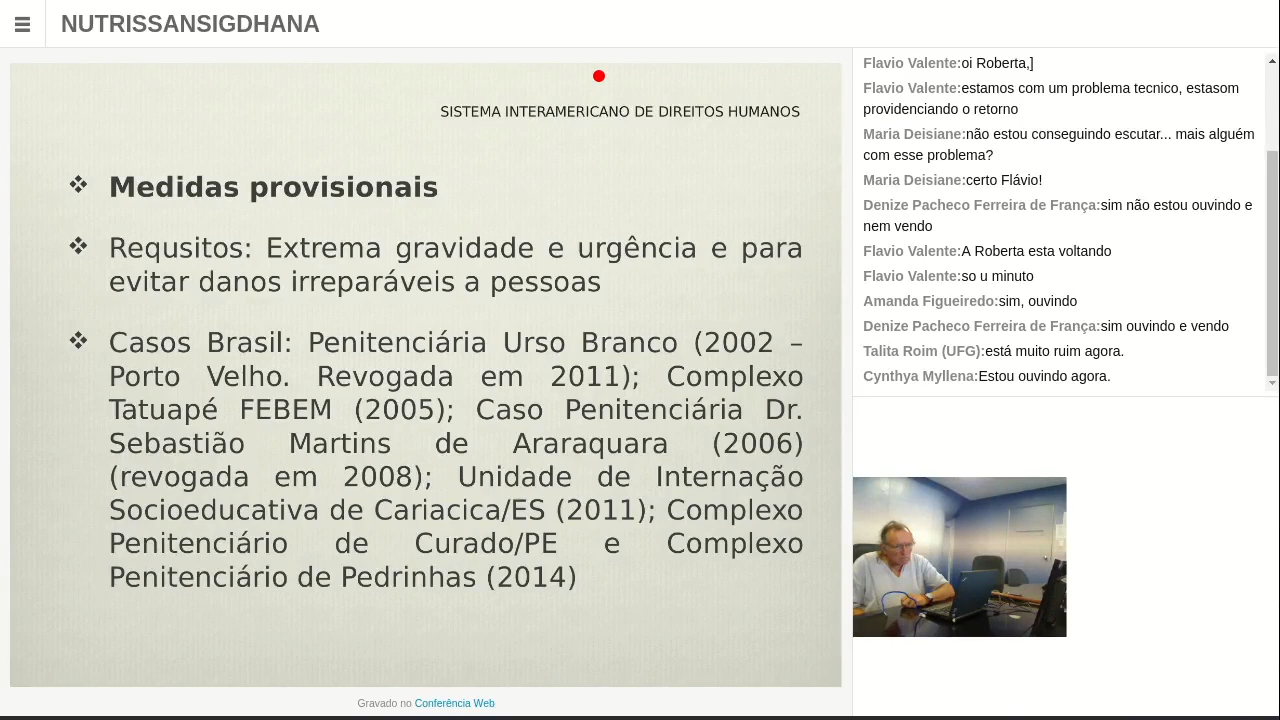 NUTRISSANSIGDHANA
SISTEMA INTERAMERICANO DE DIREITOS HUMANOS
❖ Medidas provisionais
❖ Requsitos: Extrema gravidade e urgência e para
evitar danos irreparáveis a pessoas
❖ Casos Brasil: Penitenciária Urso Branco (2002 –
Porto Velho. Revogada em 2011); Complexo
Tatuapé FEBEM (2005); Caso Penitenciária Dr.
Sebastião Martins de Araraquara (2006)
(revogada em 2008); Unidade de Internação
Socioeducativa de Cariacica/ES (2011); Complexo
Penitenciário de Curado/PE e Complexo
Penitenciário de Pedrinhas (2014)
Gravado no Conferência Web
Flavio Valente:oi Roberta,]
Flavio Valente:estamos com um problema tecnico, estasom
providenciando o retorno
Maria Deisiane:não estou conseguindo escutar... mais alguém
com esse problema?
Maria Deisiane:certo Flávio!
Denize Pacheco Ferreira de França:sim não estou ouvindo e
nem vendo
Flavio Valente:A Roberta esta voltando
Flavio Valente:so u minuto
Amanda Figueiredo:sim, ouvindo
Denize Pacheco Ferreira de França:sim ouvindo e vendo
Talita Roim (UFG):está muito ruim agora.
Cynthya Myllena:Estou ouvindo agora.